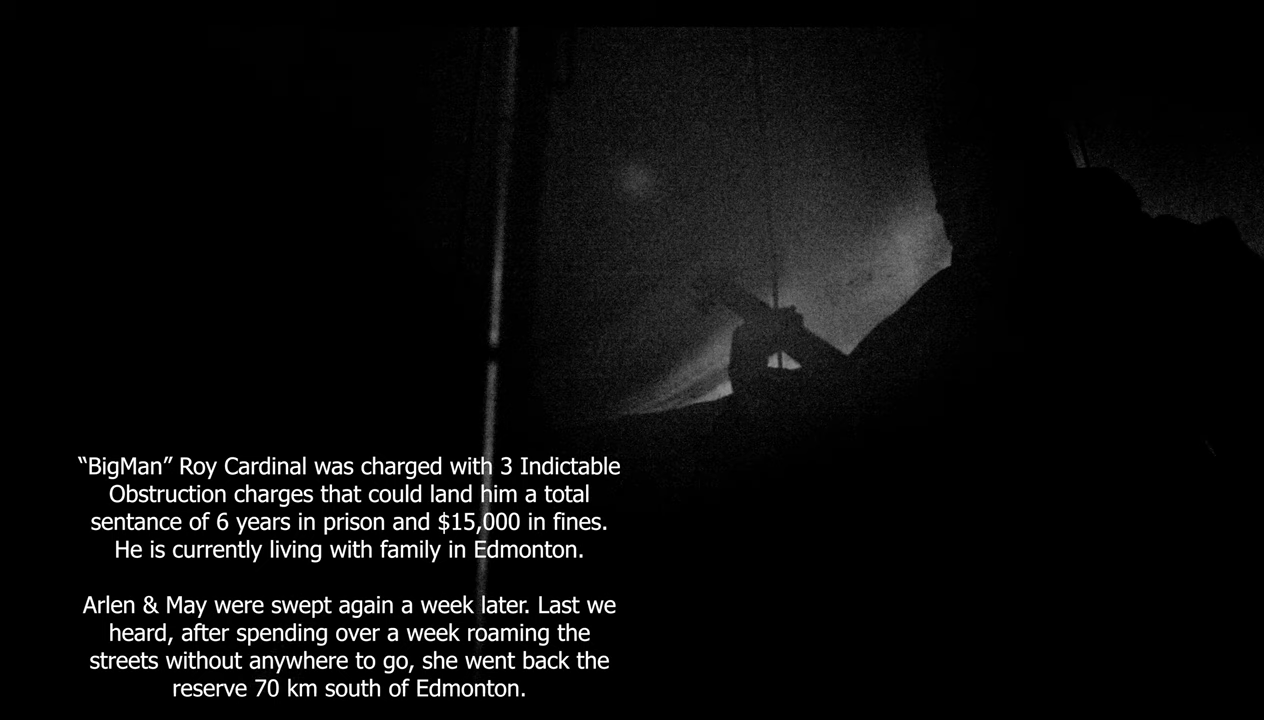 “BigMan” Roy Cardinal was charged with 3 Indictable
Obstruction charges that could land him a total
sentance of 6 years in prison and $15,000 in fines.
He is currently living with family in Edmonton.
Arlen & May were swept again a week later. Last we
heard, after spending over a week roaming the
streets without anywhere to go, she went back the
reserve 70 km south of Edmonton.